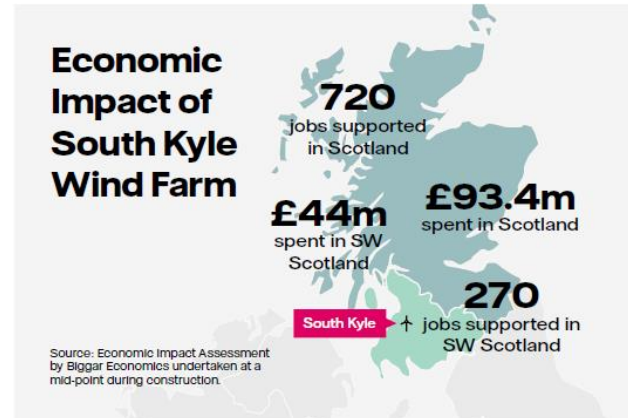 Economic
Impact of
South Kyle
Wind Farm
720
jobs supported
in Scotland
£44m
spent in SW
Scotland
£93.4m
spent in Scotland
270
jobs supported in
SW Scotland
South Kyle
Source: Economic Impact Assessment
by Biggar Economics undertaken at a
mid-point during construction.